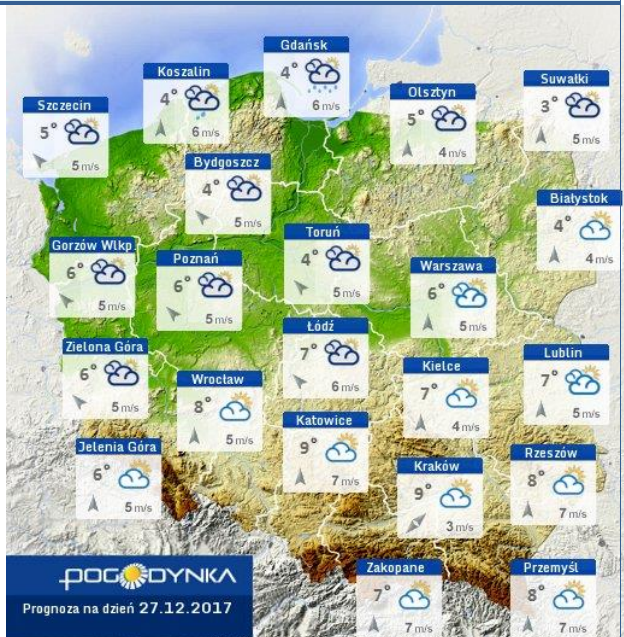 Gdańsk
4°
6 m/s
Koszalin
4°
6 m/s
Suwałki
3°
5 m/s
Olsztyn
5°
4 m/s
Szczecin
5°
5 m/s
Bydgoszcz
4°
5 m/s
Białystok
4°
4 m/s
Toruń
4°
5 m/s
Gorzów Wlkp.
6°
5 m/s
Poznań
6°
5 m/s
Warszawa
6°
5 m/s
Łódź
7°
6 m/s
Zielona Góra
6°
5 m/s
Lublin
7°
5 m/s
Kielce
7°
4 m/s
Wrocław
8°
5 m/s
Katowice
9°
7 m/s
Jelenia Góra
6°
5 m/s
Rzeszów
8°
7 m/s
Kraków
9°
3 m/s
Zakopane
7°
7 m/s
Przemyśl
8°
7 m/s
POGODYNKA
Prognoza na dzień 27.12.2017